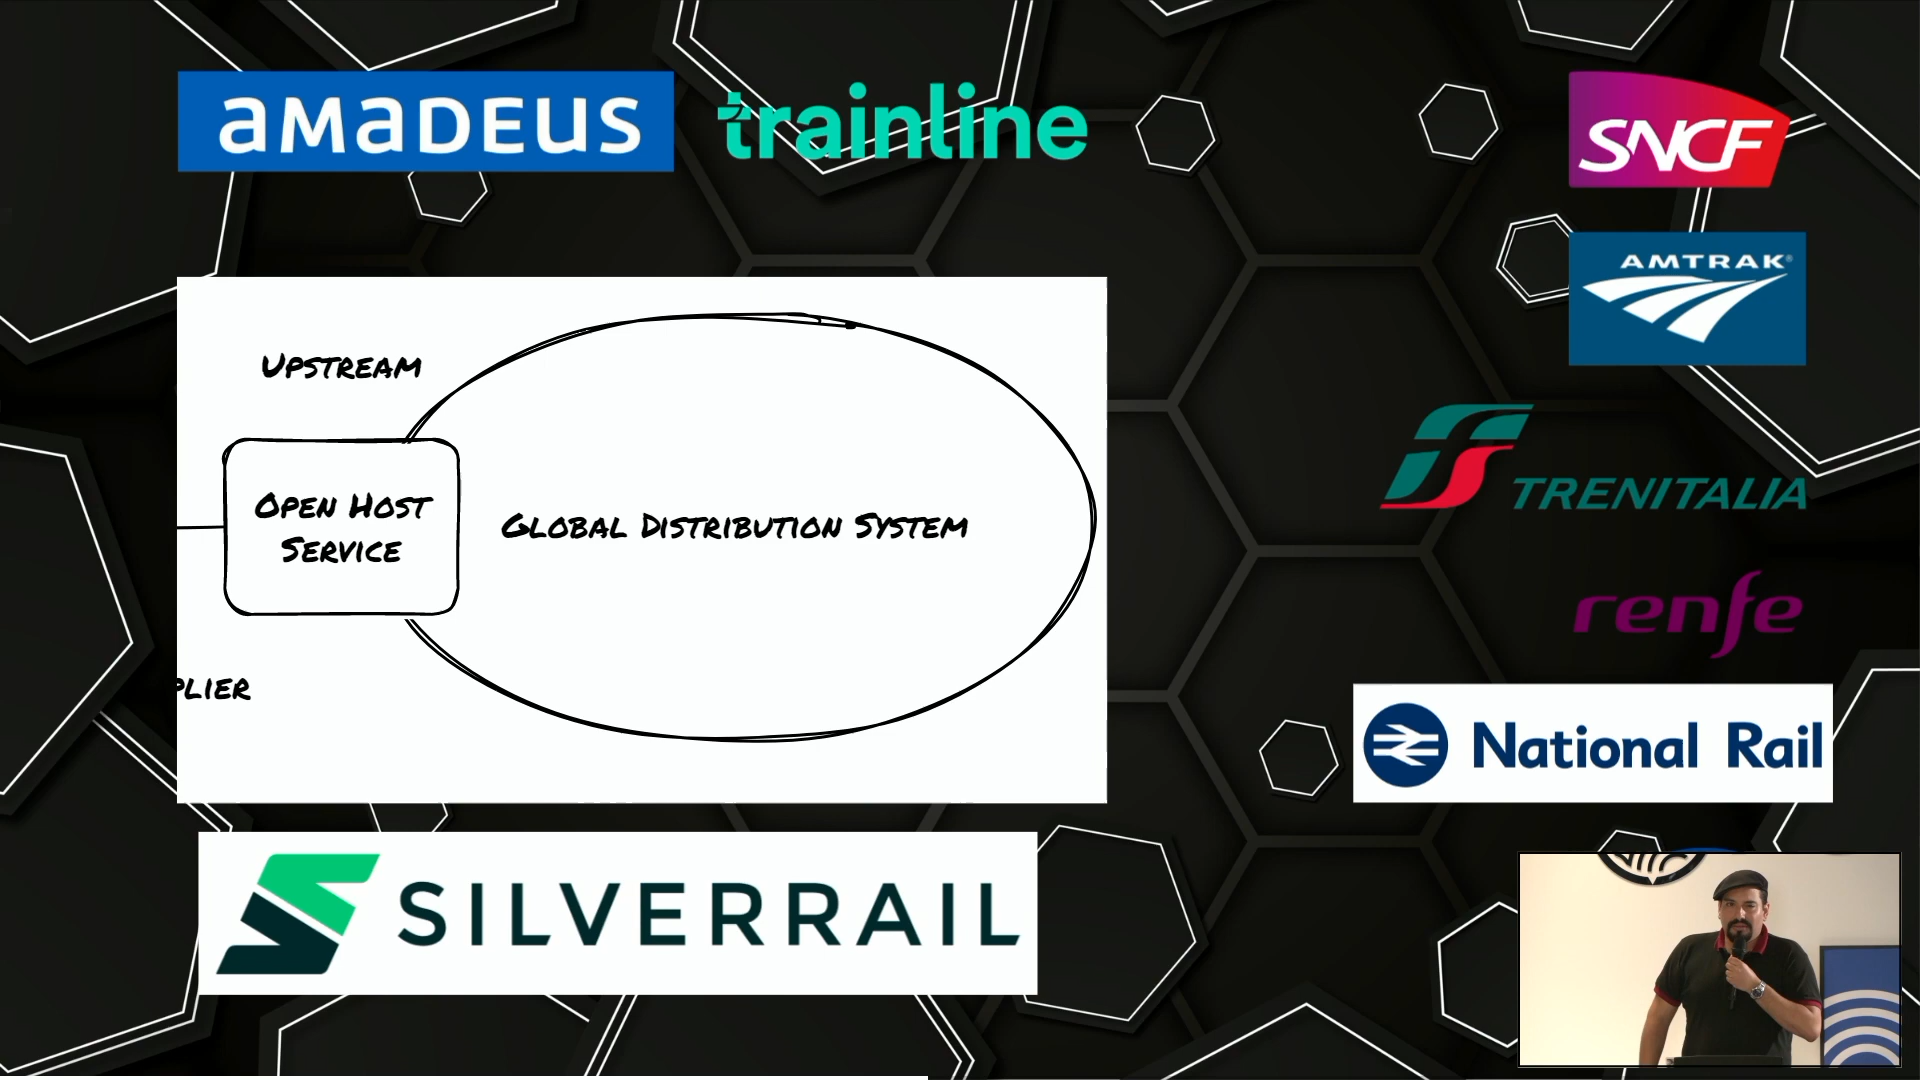 amadeus
trainline
SNCF
AMTRAK®
UPSTREAM
OPEN HOST
SERVICE
GLOBAL DISTRIBUTION SYSTEM
PLIER
TRENITALIA
renfe
National Rail
SILVERRAIL